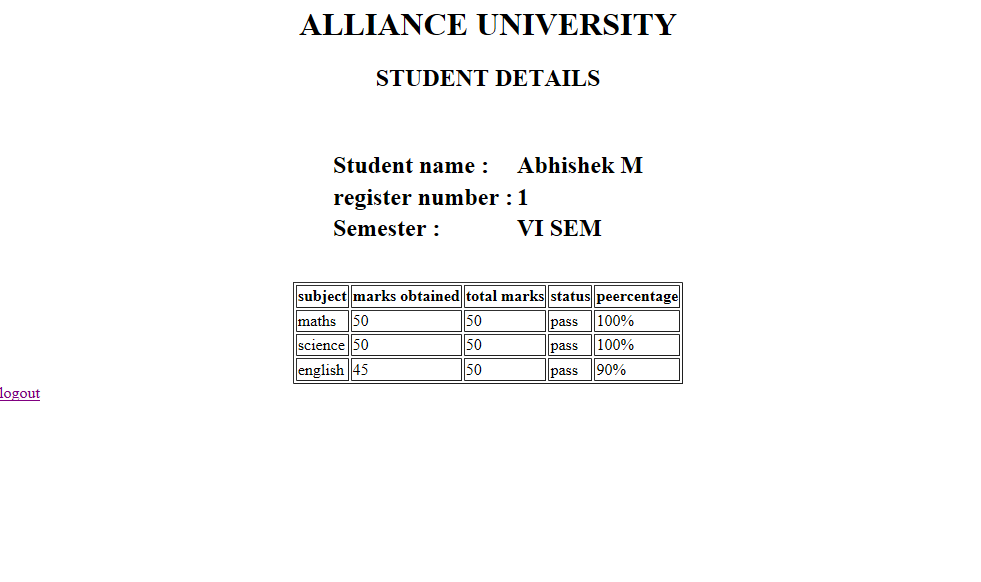 ALLIANCE UNIVERSITY
STUDENT DETAILS
Student name : Abhishek M
register number : 1
Semester : VI SEM
subject marks obtained total marks status peercentage
maths 50 50 pass 100%
science 50 50 pass 100%
english 45 50 pass 90%
logout